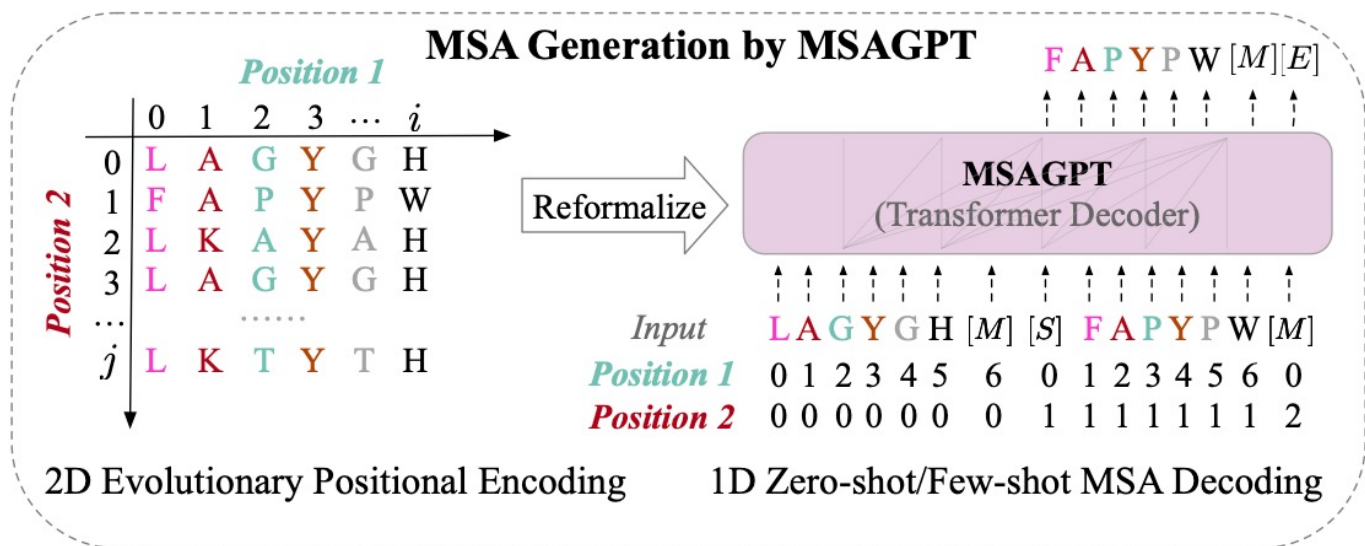 MSA Generation by MSAGPT
Position 1
0 1 2 3 ... i
Position 2
0 L A G Y G H
1 F A P Y P W
2 L K A Y A H
3 L A G Y G H
... ......
j L K T Y T H
2D Evolutionary Positional Encoding
Reformalize
F A P Y P W [M] [E]
MSAGPT
(Transformer Decoder)
Input L A G Y G H [M] [S] F A P Y P W [M]
Position 1 0 1 2 3 4 5 6 0 1 2 3 4 5 6 0
Position 2 0 0 0 0 0 0 0 1 1 1 1 1 1 1 2
1D Zero-shot/Few-shot MSA Decoding